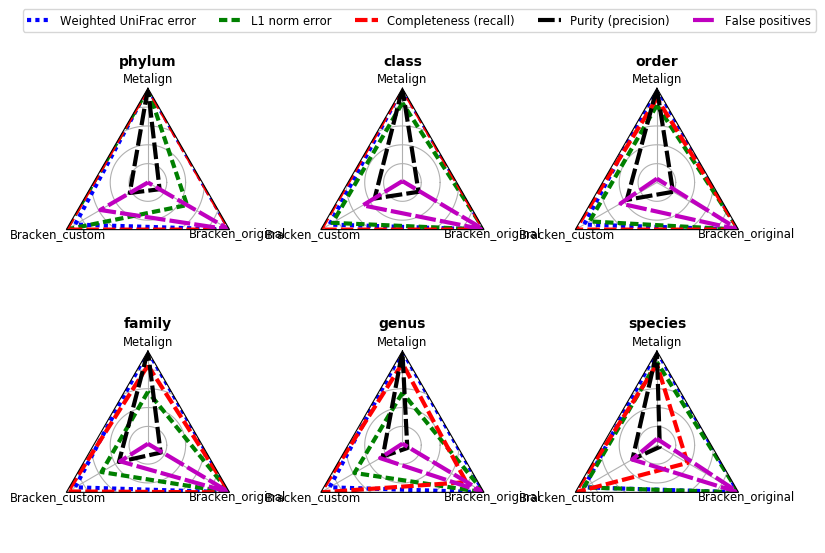 Weighted UniFrac error L1 norm error Completeness (recall) Purity (precision) False positives
phylum class order
Metalign Metalign Metalign
Bracken_custom Bracken_original Bracken_custom Bracken_original Bracken_custom Bracken_original
family genus species
Metalign Metalign Metalign
Bracken_custom Bracken_original Bracken_custom Bracken_original Bracken_custom Bracken_original